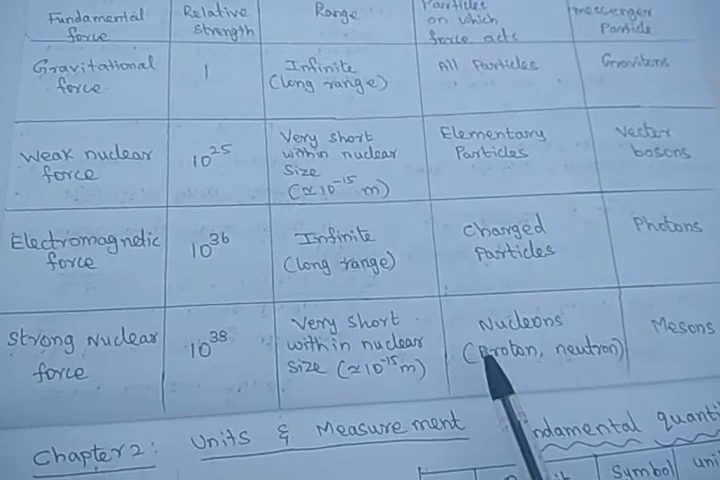 Fundamental force | Relative Strength | Range | Particles on which force acts | messenger Particle
Gravitational force | 1 | Infinite (long range) | All Particles | Gravitons
Weak nuclear force | 10^25 | Very short within nuclear size (≃10^-15 m) | Elementary Particles | Vector bosons
Electromagnetic force | 10^36 | Infinite (long range) | Charged Particles | Photons
Strong Nuclear force | 10^38 | Very short within nuclear size (≃10^-15 m) | Nucleons (Proton, neutron) | Mesons
Chapter 2: Units & Measurement
ndamental quanti
Symbol | uni